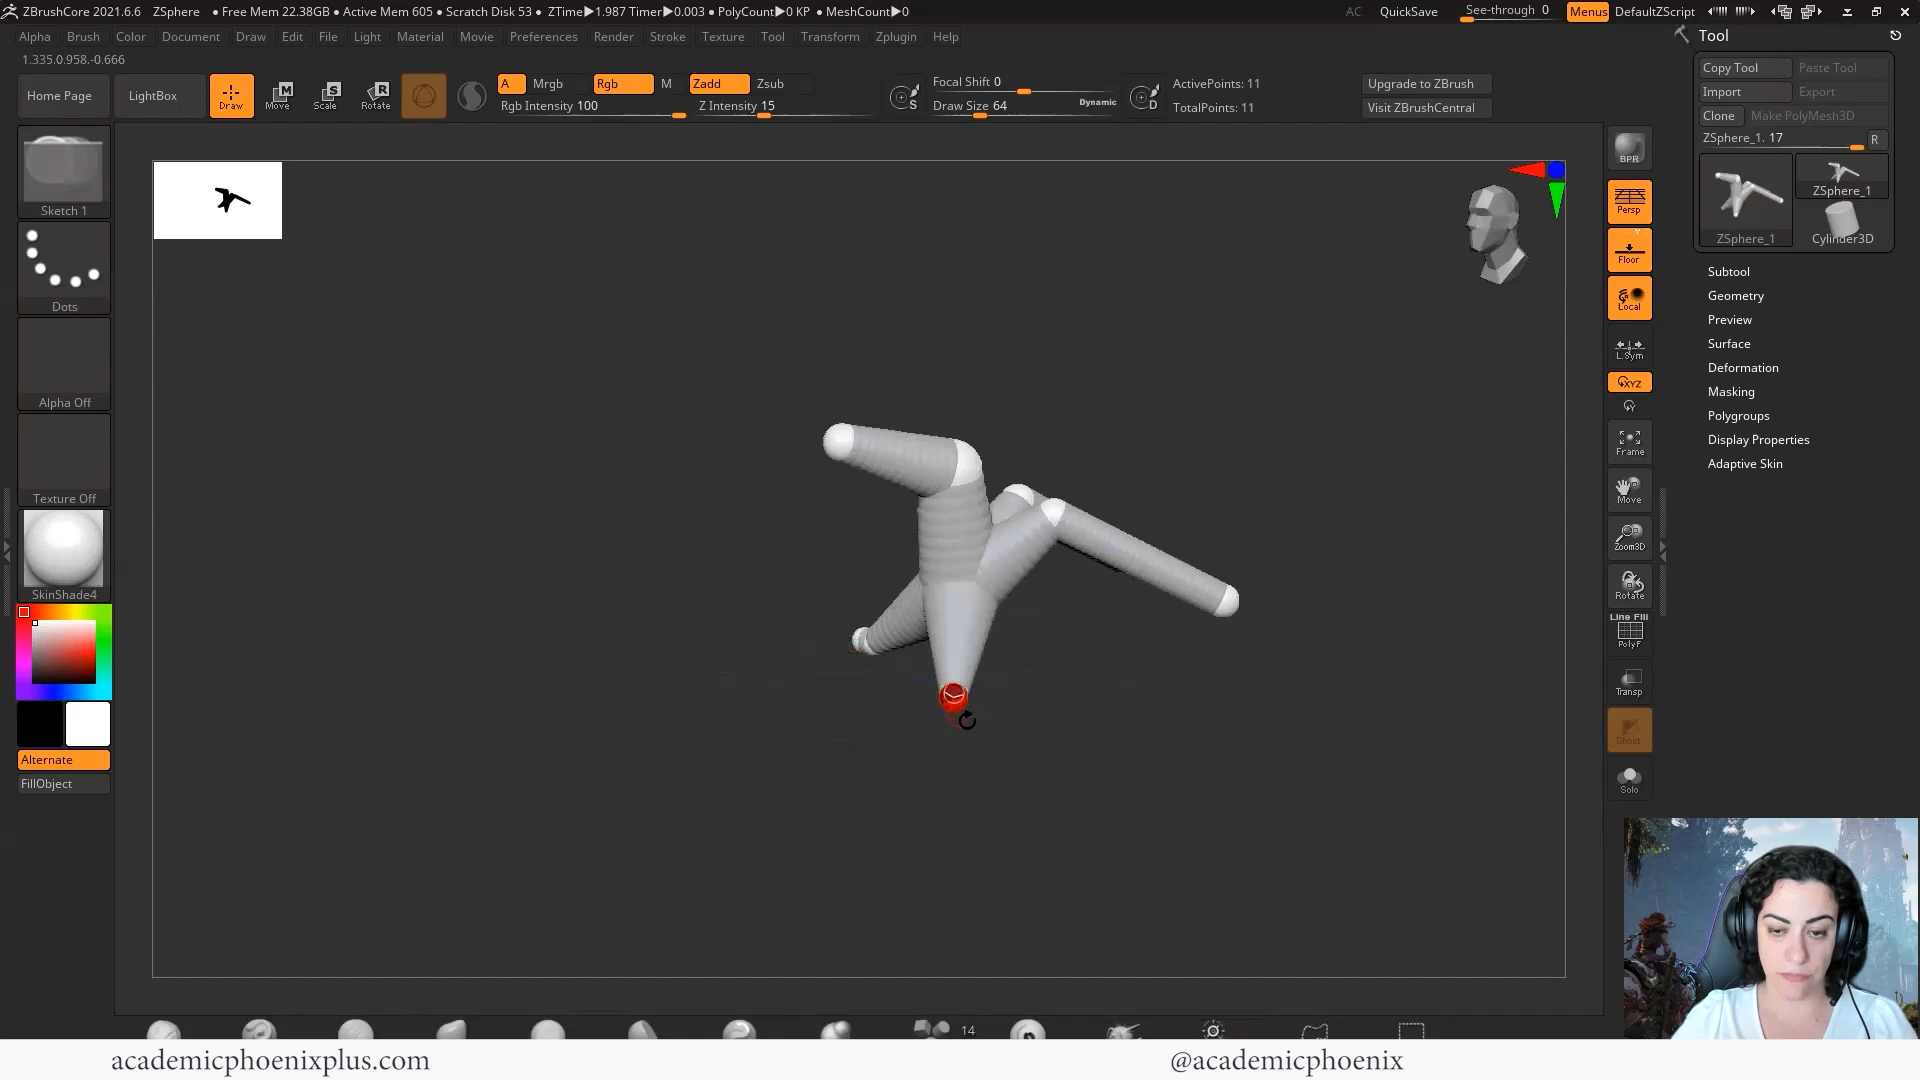 ZBrushCore 2021.6.6 ZSphere • Free Mem 22.38GB • Active Mem 605 • Scratch Disk 53 • ZTime▶1.987 Timer▶0.003 • PolyCount▶0 KP • MeshCount▶0
AC QuickSave See-through 0 Menus DefaultZScript
Alpha Brush Color Document Draw Edit File Light Material Movie Preferences Render Stroke Texture Tool Transform Zplugin Help
1.335.0.958.-0.666
Home Page LightBox Draw Move Scale Rotate
A Mrgb Rgb M Zadd Zsub
Rgb Intensity 100 Z Intensity 15
S Focal Shift 0
Draw Size 64 Dynamic D
ActivePoints: 11
TotalPoints: 11
Upgrade to ZBrush
Visit ZBrushCentral
Sketch 1
Dots
Alpha Off
Texture Off
SkinShade4
Alternate
FillObject
BPR
Persp
Floor
Local
L.Sym
XYZ
Y
Frame
Move
Zoom3D
Rotate
Line Fill
PolyF
Transp
Ghost
Solo
Tool
Copy Tool Paste Tool
Import Export
Clone Make PolyMesh3D
ZSphere_1. 17 R
ZSphere_1
ZSphere_1 Cylinder3D
Subtool
Geometry
Preview
Surface
Deformation
Masking
Polygroups
Display Properties
Adaptive Skin
14
academicphoenixplus.com @academicphoenix